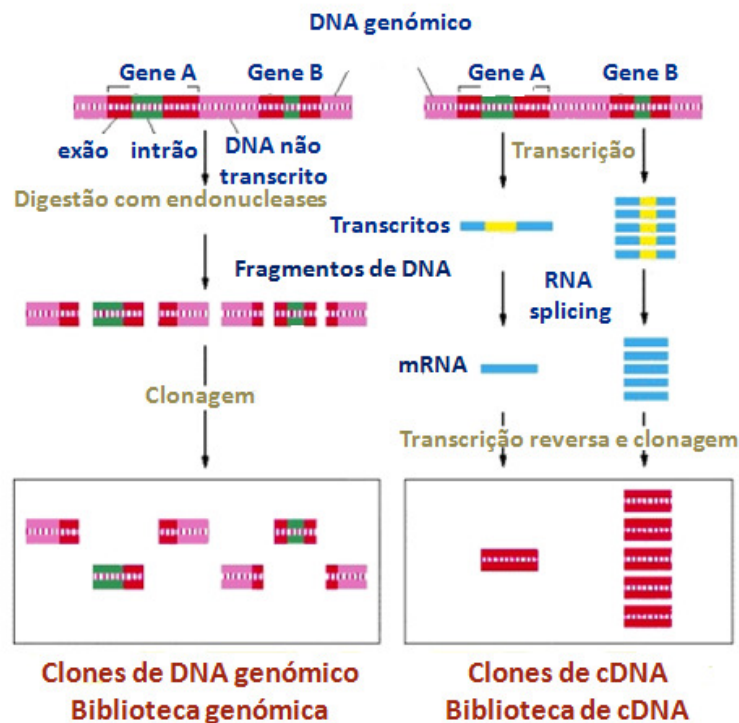 DNA genómico
Gene A
Gene B
Gene A
Gene B
exão
intrão
DNA não
transcrito
Digestão com endonucleases
Fragmentos de DNA
Clonagem
Transcrição
Transcritos
RNA
splicing
mRNA
Transcrição reversa e clonagem
Clones de DNA genómico
Biblioteca genómica
Clones de cDNA
Biblioteca de cDNA